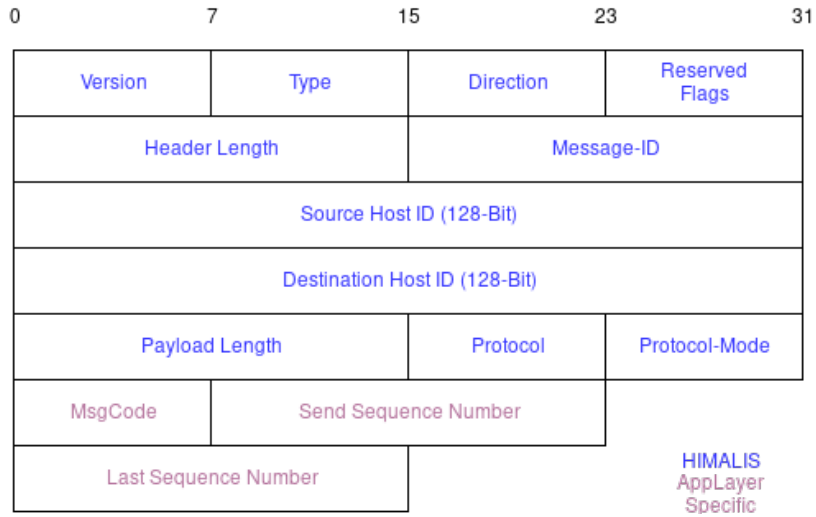 0 7 15 23 31
Version Type Direction Reserved
Flags
Header Length Message-ID
Source Host ID (128-Bit)
Destination Host ID (128-Bit)
Payload Length Protocol Protocol-Mode
MsgCode Send Sequence Number
Last Sequence Number
HIMALIS
AppLayer
Specific